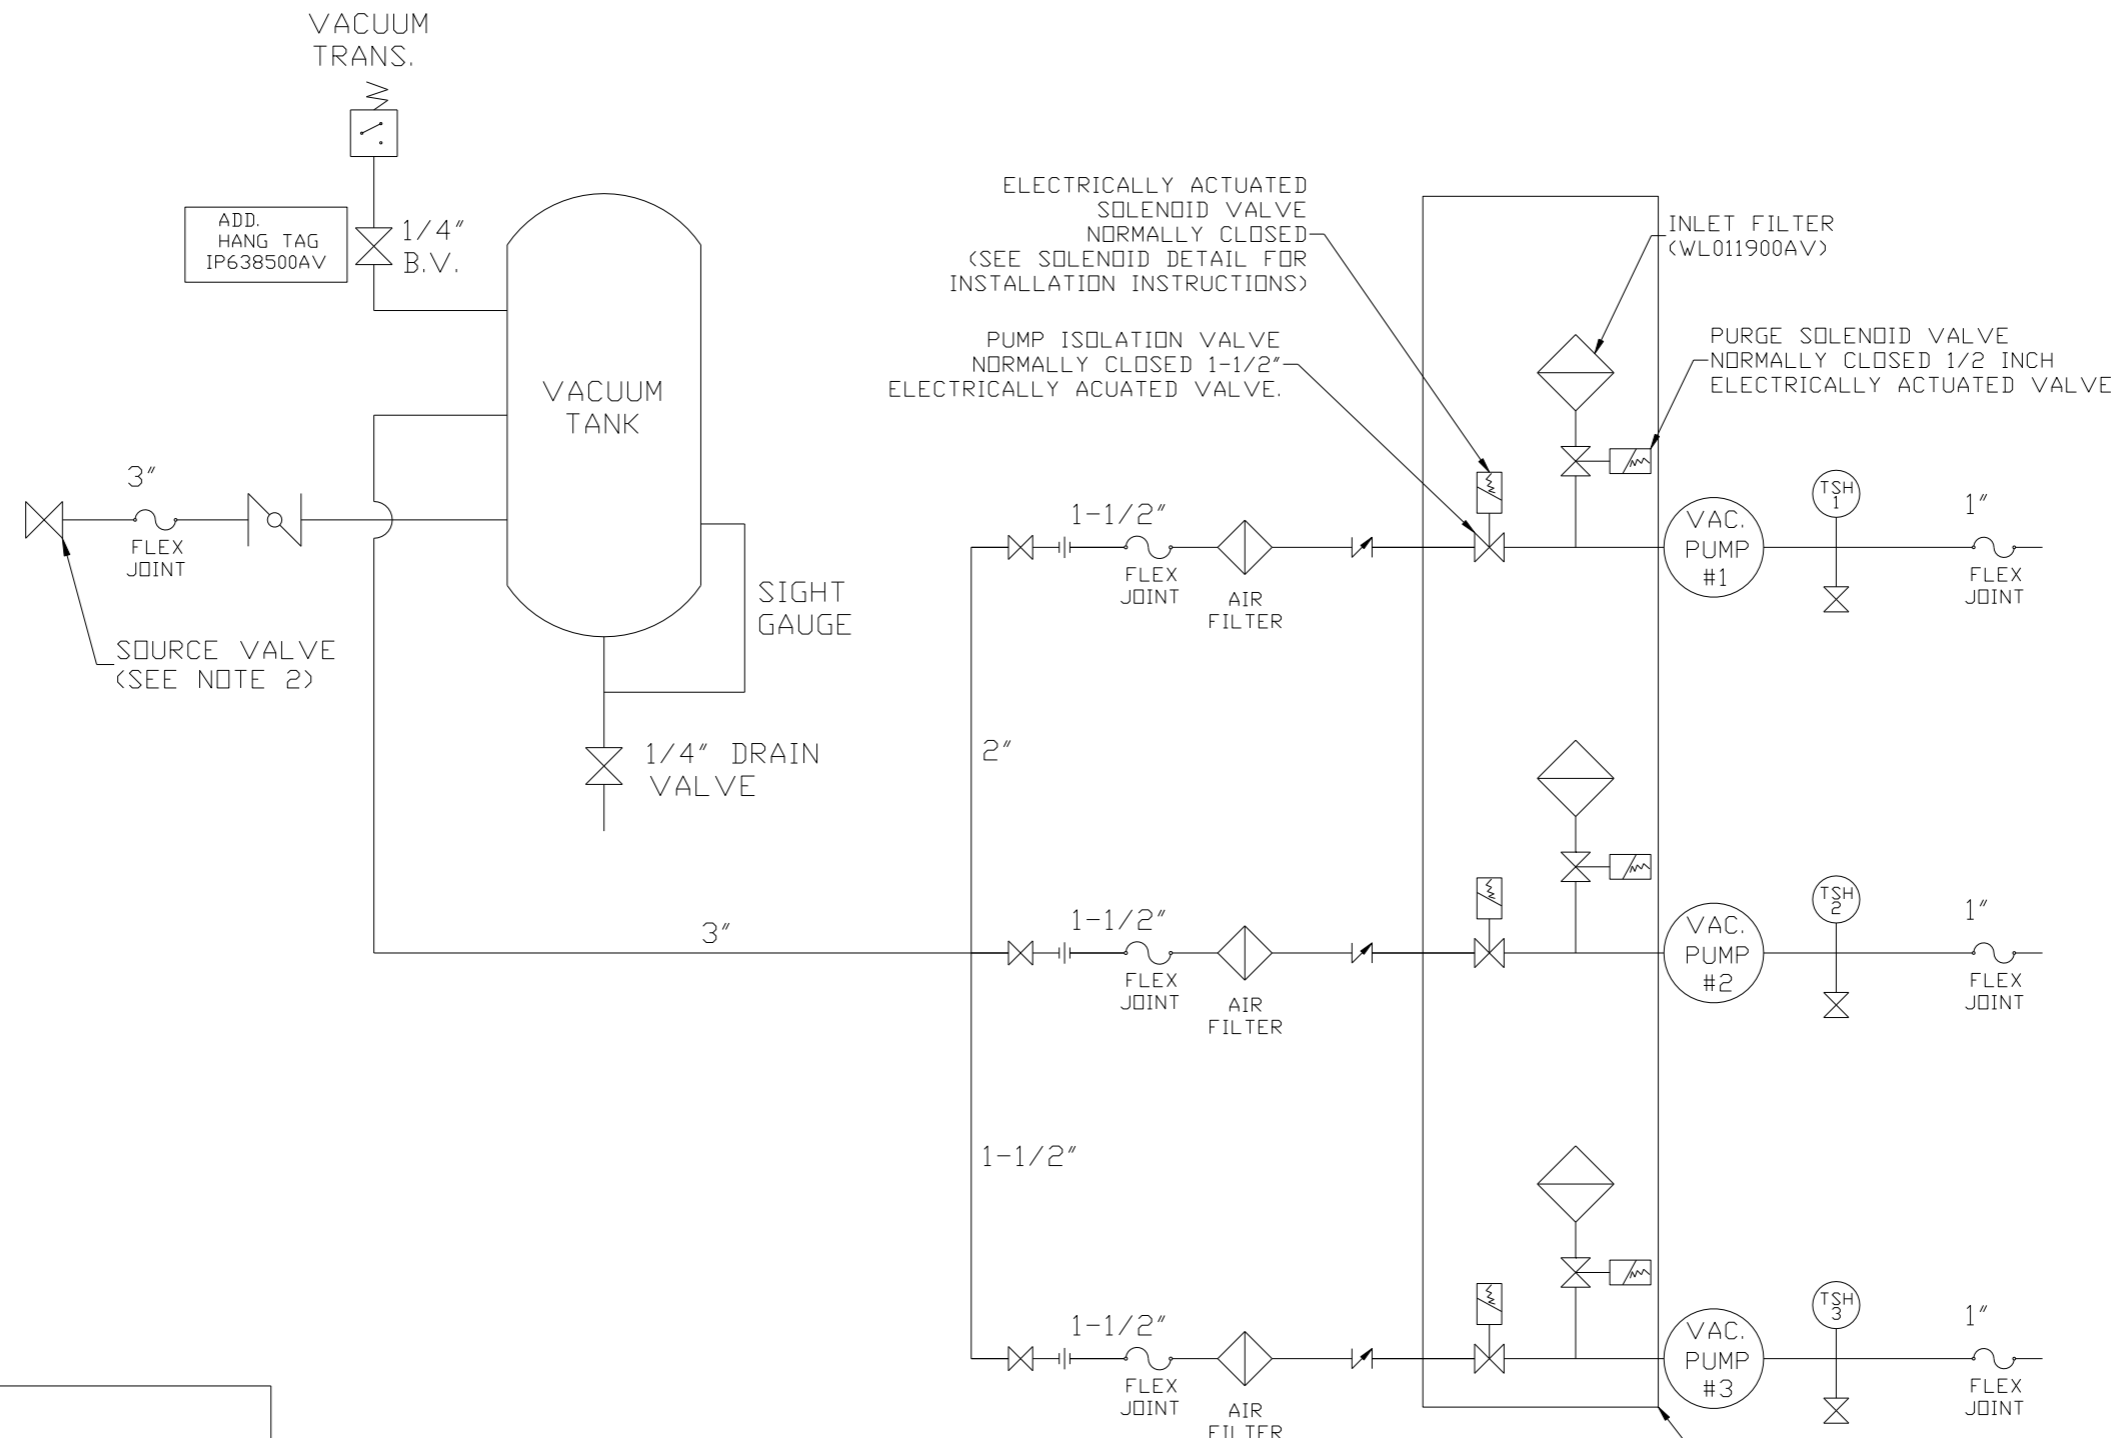 VACUUM
TRANS.
ADD.
HANG TAG
IP638500AV
1/4"
B.V.
VACUUM
TANK
3"
FLEX
JOINT
SOURCE VALVE
(SEE NOTE 2)
SIGHT
GAUGE
1/4" DRAIN
VALVE
3"
2"
1-1/2"
ELECTRICALLY ACTUATED
SOLENOID VALVE
NORMALLY CLOSED
(SEE SOLENOID DETAIL FOR
INSTALLATION INSTRUCTIONS)
PUMP ISOLATION VALVE
NORMALLY CLOSED 1-1/2"
ELECTRICALLY ACUATED VALVE.
INLET FILTER
(WL011900AV)
PURGE SOLENOID VALVE
NORMALLY CLOSED 1/2 INCH
ELECTRICALLY ACTUATED VALVE
1-1/2"
FLEX
JOINT
AIR
FILTER
VAC.
PUMP
#1
TSH
1
1"
FLEX
JOINT
1-1/2"
FLEX
JOINT
AIR
FILTER
VAC.
PUMP
#2
TSH
2
1"
FLEX
JOINT
1-1/2"
FLEX
JOINT
AIR
FILTER
VAC.
PUMP
#3
TSH
3
1"
FLEX
JOINT